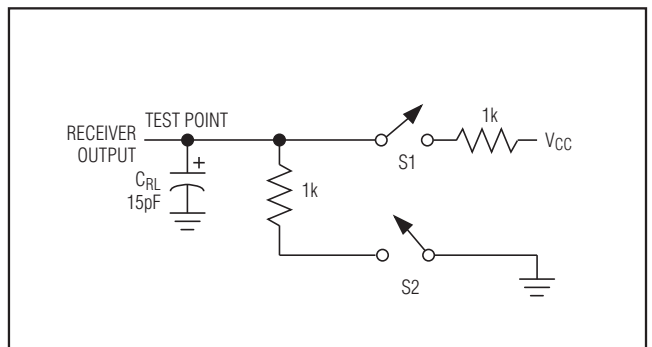 TEST POINT
RECEIVER
OUTPUT
+
CRL
15pF
1k
S1
1k
VCC
S2